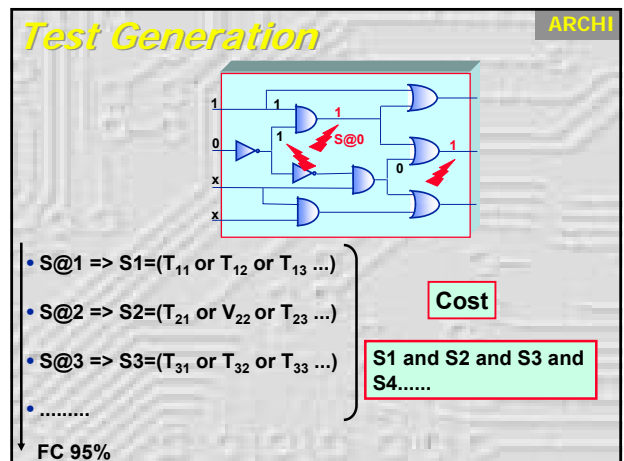 Test Generation
ARCHI
1
1
1
S@0
1
0
1
0
x
x
• S@1 => S1=(T11 or T12 or T13 ...)
• S@2 => S2=(T21 or V22 or T23 ...)
• S@3 => S3=(T31 or T32 or T33 ...)
• .........
FC 95%
Cost
S1 and S2 and S3 and
S4......